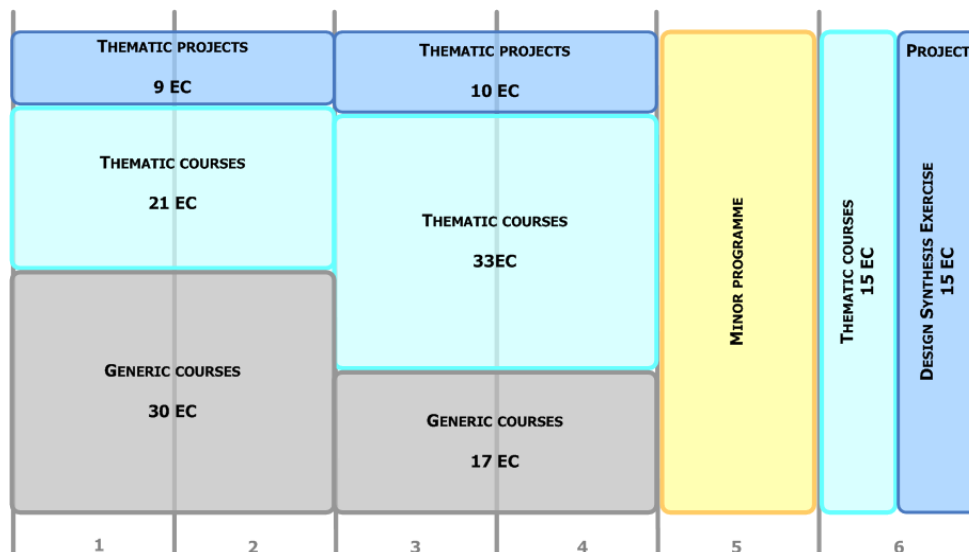 Thematic projects
9 EC
Thematic courses
21 EC
Generic courses
30 EC
Thematic projects
10 EC
Thematic courses
33EC
Generic courses
17 EC
Minor programme
Thematic courses
15 EC
Project
Design Synthesis Exercise
15 EC
1 2 3 4 5 6